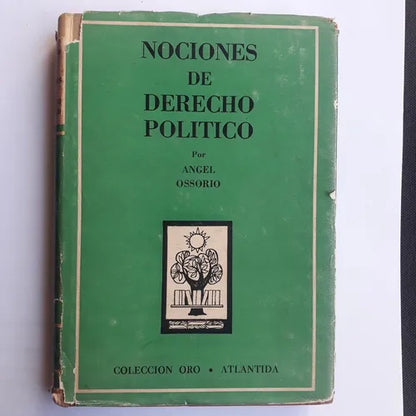 NOCIONES
DE
DERECHO
POLITICO
Por
ANGEL
OSSORIO
COLECCION ORO • ATLANTIDA